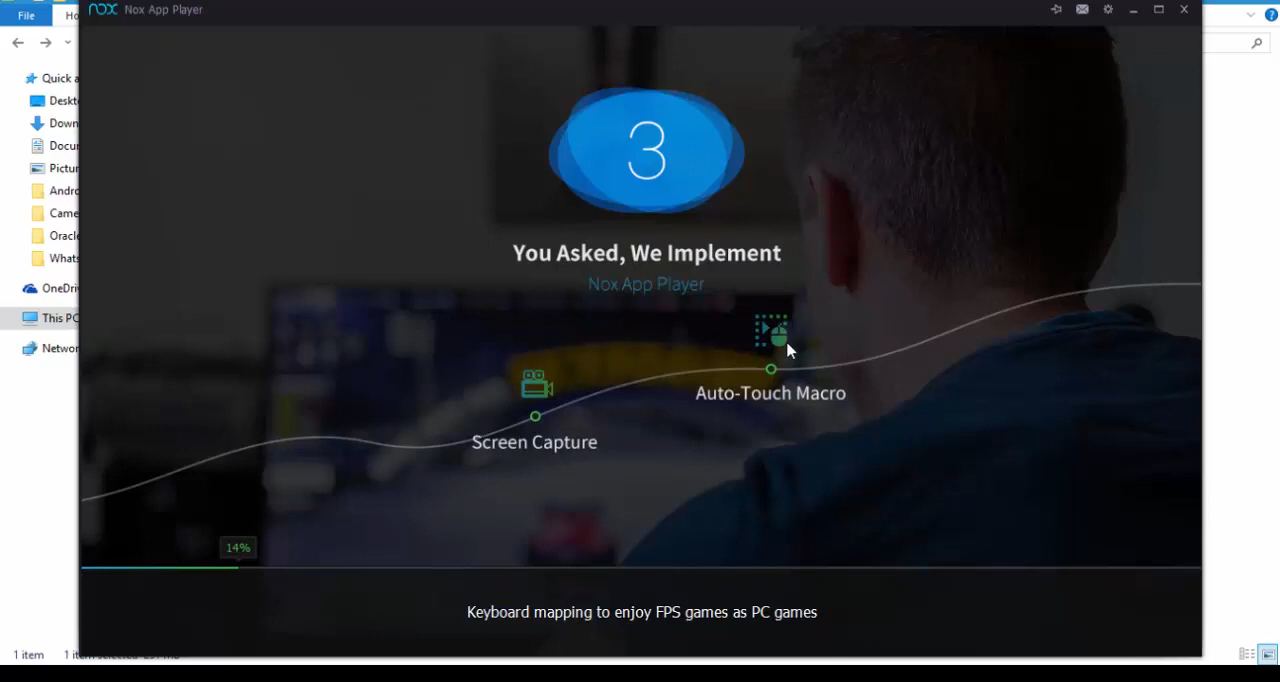 nox Nox App Player
File
Ho
Quick a
Deskt
Down
Docu
Pictur
Andro
Came
Oracle
Whats
OneDriv
This PC
Networ
3
You Asked, We Implement
Nox App Player
Auto-Touch Macro
Screen Capture
14%
Keyboard mapping to enjoy FPS games as PC games
1 item